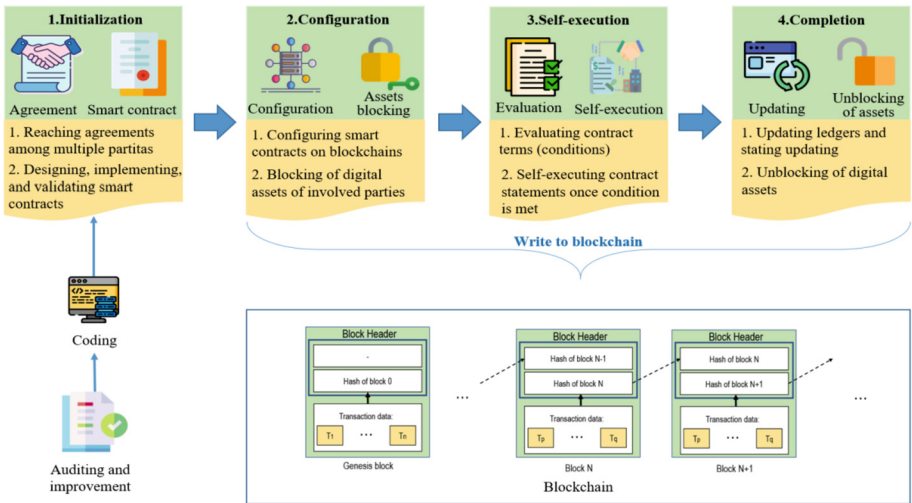 1.Initialization
Agreement
Smart contract
1. Reaching agreements
among multiple partitas
2. Designing, implementing,
and validating smart
contracts
2.Configuration
Configuration
Assets
blocking
1. Configuring smart
contracts on blockchains
2. Blocking of digital
assets of involved parties
3.Self-execution
Evaluation
Self-execution
1. Evaluating contract
terms (conditions)
2. Self-executing contract
statements once condition
is met
4.Completion
Updating
Unblocking
of assets
1. Updating ledgers and
stating updating
2. Unblocking of digital
assets
Write to blockchain
Coding
Auditing and
improvement
Block Header
-
Hash of block 0
Transaction data:
T1 ... Tn
Genesis block
...
Block Header
Hash of block N-1
Hash of block N
Transaction data:
Tp ... Tq
Block N
Block Header
Hash of block N
Hash of block N+1
Transaction data:
Tp ... Tq
Block N+1
...
Blockchain